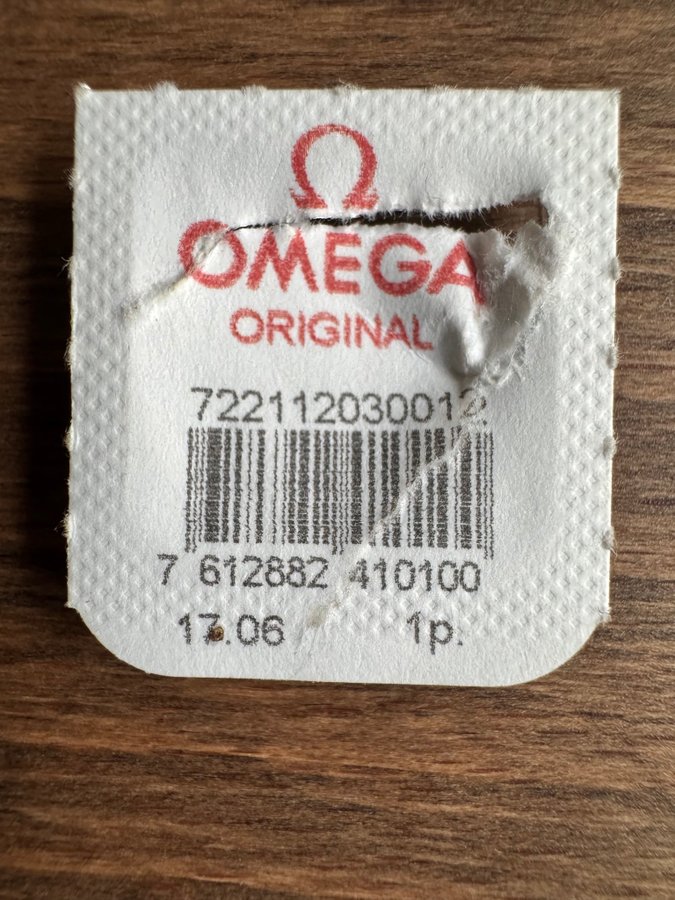 OMEGA
ORIGINAL
722112030012
7 612882 410100
17.06 1p.